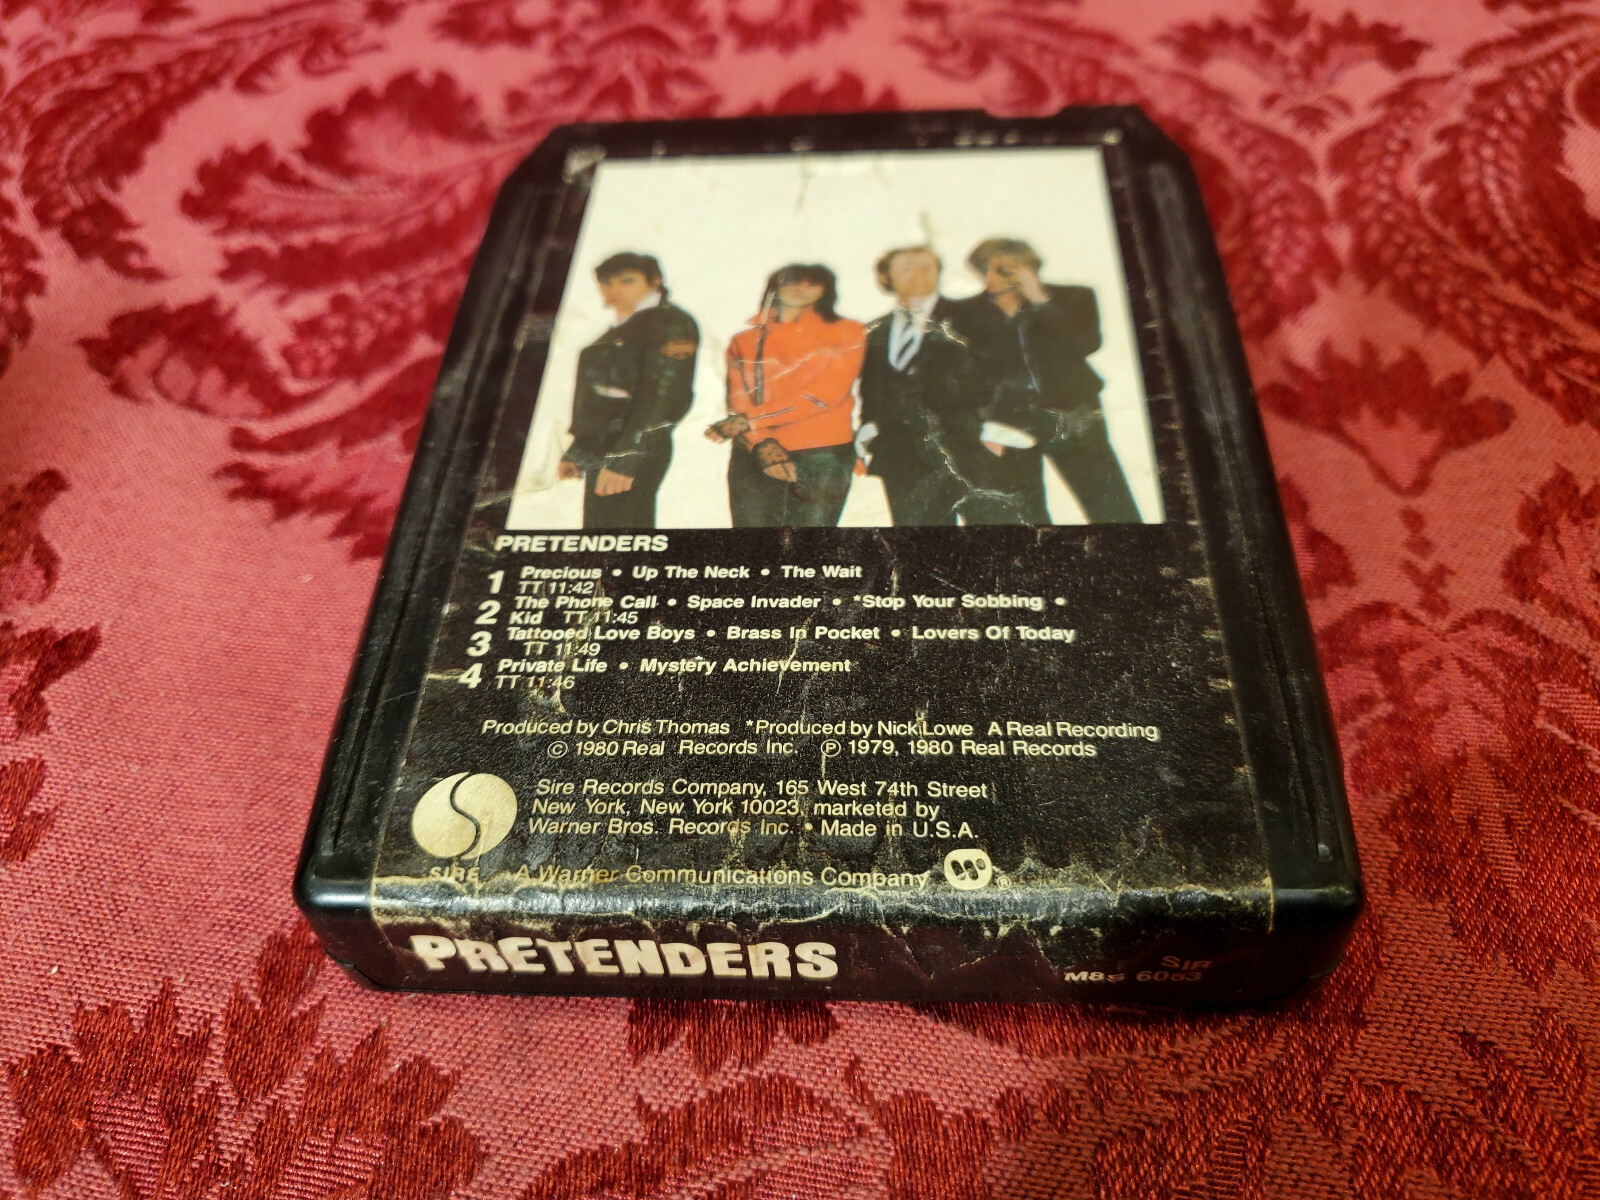 PRETENDERS
1 Precious • Up The Neck • The Wait
TT 11:42
2 The Phone Call • Space Invader • *Stop Your Sobbing •
Kid TT 11:45
3 Tattooed Love Boys • Brass In Pocket • Lovers Of Today
TT 11:49
4 Private Life • Mystery Achievement
TT 11:46
Produced by Chris Thomas *Produced by Nick Lowe A Real Recording
© 1980 Real Records Inc. ℗ 1979, 1980 Real Records
Sire Records Company, 165 West 74th Street
New York, New York 10023, marketed by
Warner Bros. Records Inc. • Made in U.S.A.
SIRE A Warner Communications Company ®
PRETENDERS
SIR
M8S 6083